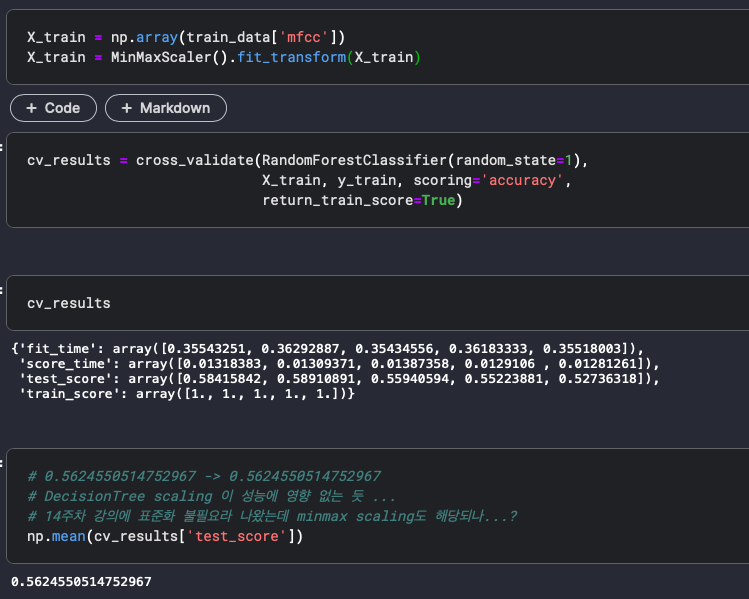 X_train = np.array(train_data['mfcc'])
X_train = MinMaxScaler().fit_transform(X_train)
+ Code + Markdown
:
cv_results = cross_validate(RandomForestClassifier(random_state=1),
X_train, y_train, scoring='accuracy',
return_train_score=True)
:
cv_results
{'fit_time': array([0.35543251, 0.36292887, 0.35434556, 0.36183333, 0.35518003]),
'score_time': array([0.01318383, 0.01309371, 0.01387358, 0.0129106 , 0.01281261]),
'test_score': array([0.58415842, 0.58910891, 0.55940594, 0.55223881, 0.52736318]),
'train_score': array([1., 1., 1., 1., 1.])}
:
# 0.5624550514752967 -> 0.5624550514752967
# DecisionTree scaling 이 성능에 영향 없는 듯 ...
# 14주차 강의에 표준화 불필요라 나왔는데 minmax scaling도 해당되나...?
np.mean(cv_results['test_score'])
0.5624550514752967